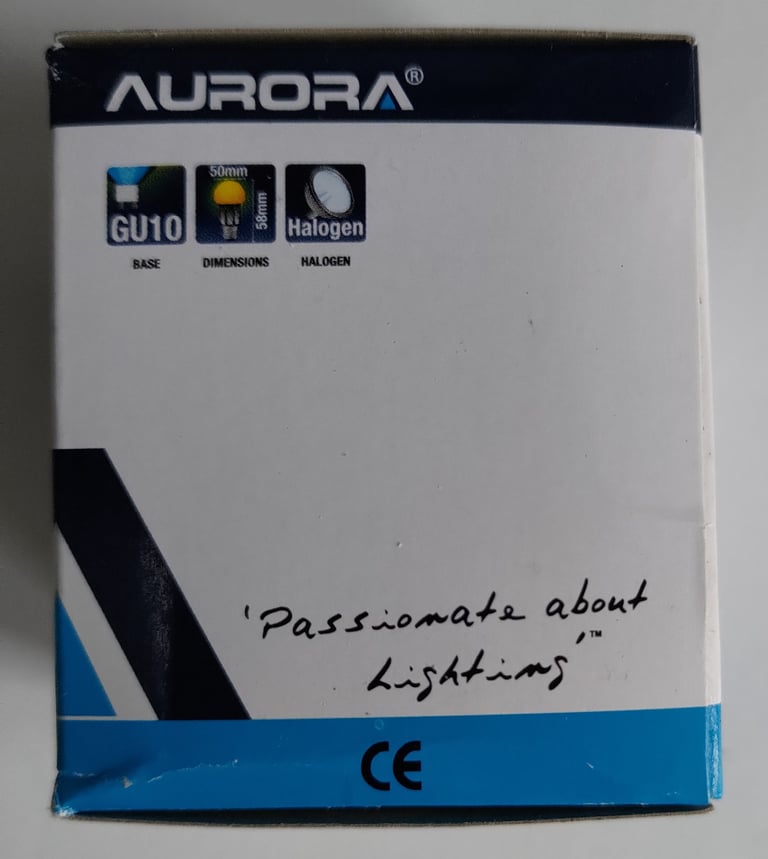 AURORA®
GU10
50mm
58mm
Halogen
BASE DIMENSIONS HALOGEN
'Passionate about
Lighting'™
CE